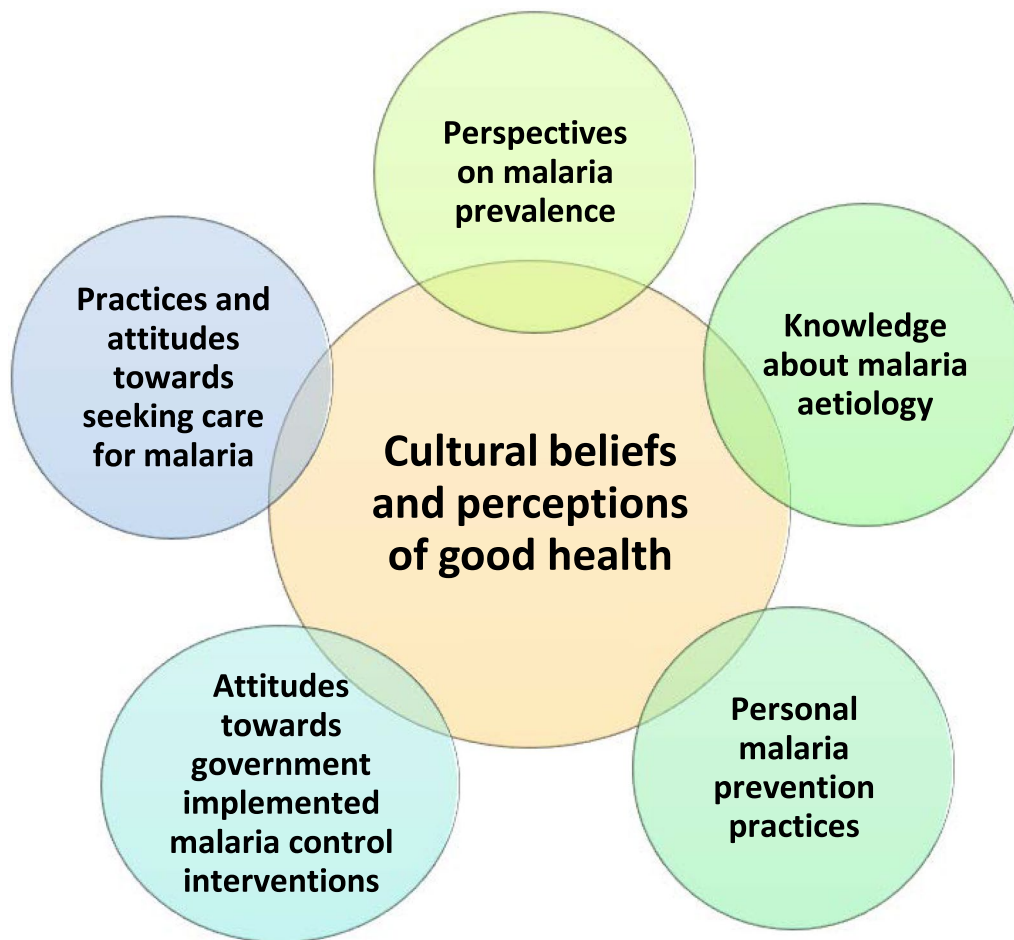 Perspectives
on malaria
prevalence
Practices and
attitudes
towards
seeking care
for malaria
Knowledge
about malaria
aetiology
Cultural beliefs
and perceptions
of good health
Attitudes
towards
government
implemented
malaria control
interventions
Personal
malaria
prevention
practices